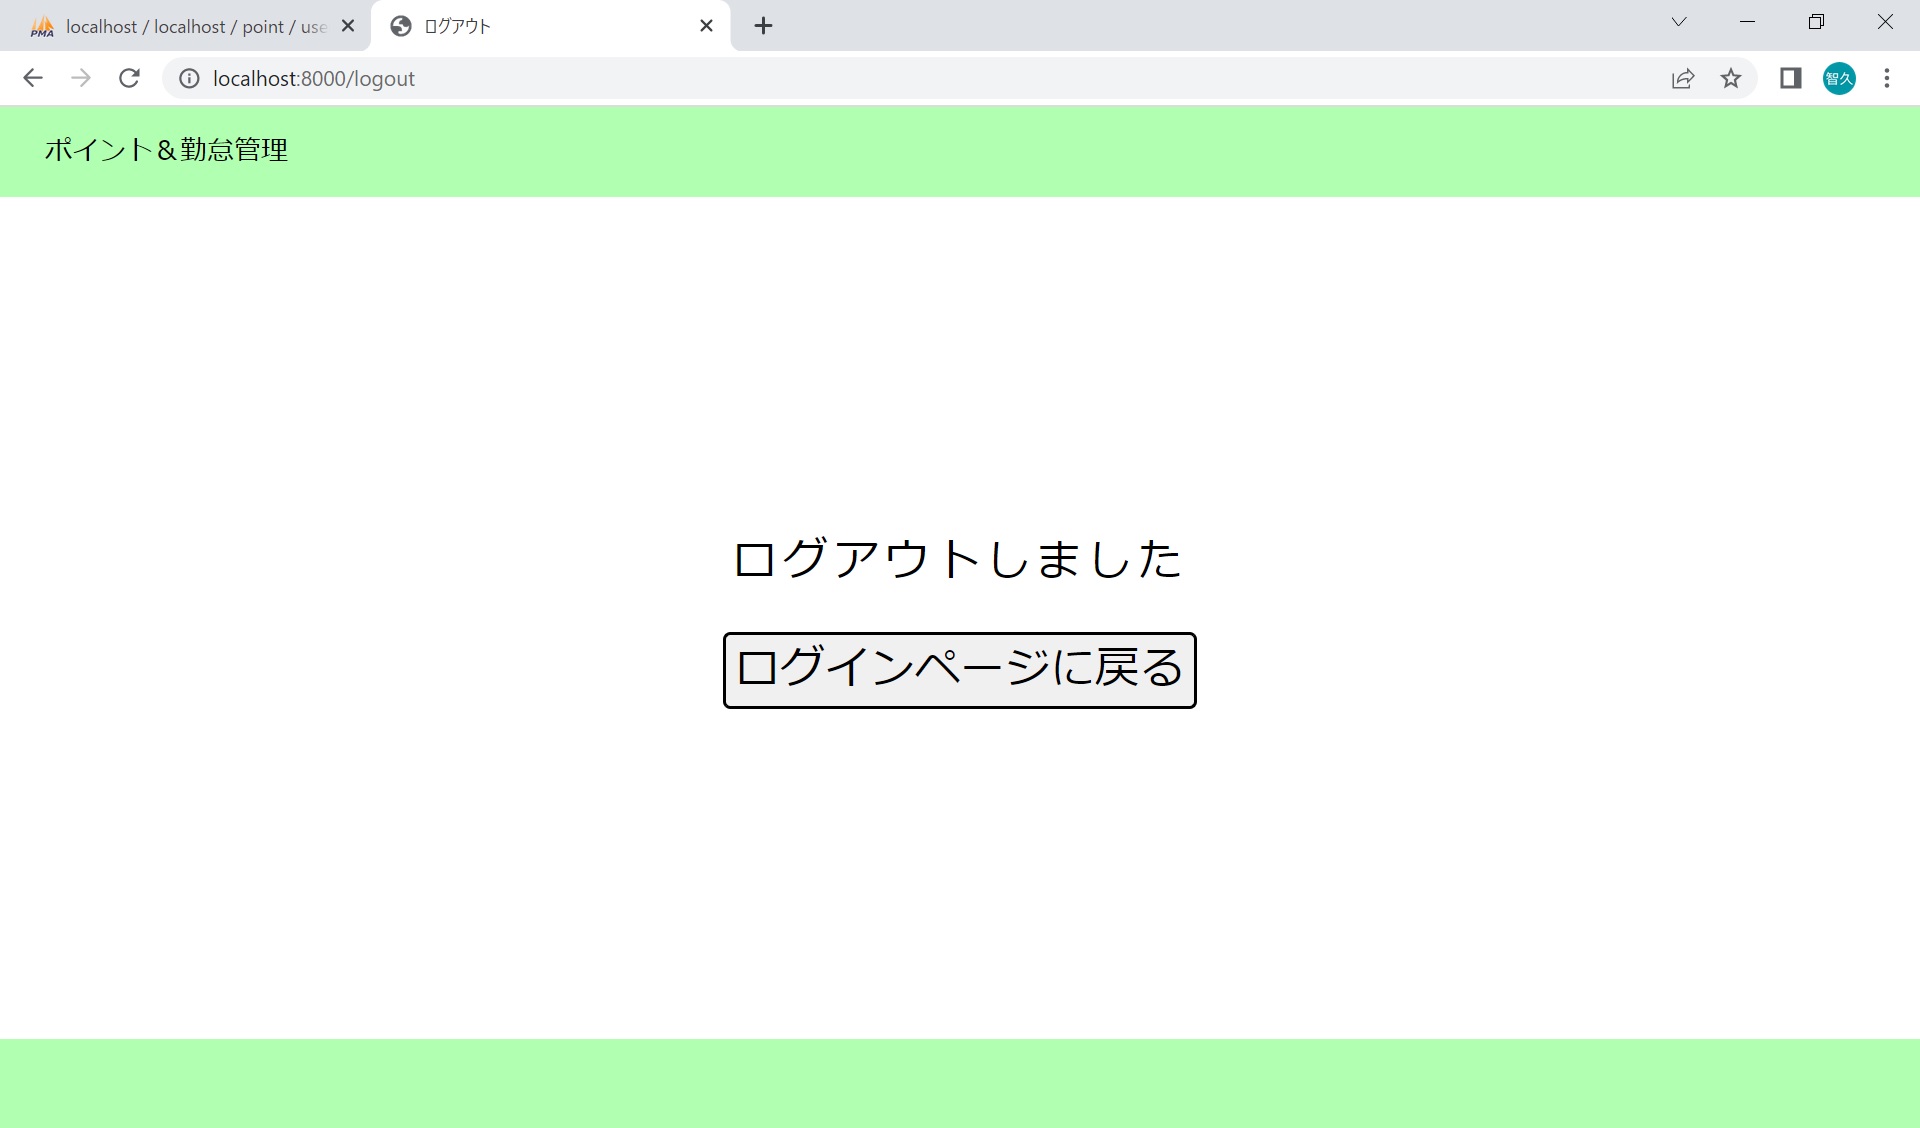 PMA
localhost / localhost / point / use
ログアウト
localhost:8000/logout
智久
ポイント＆勤怠管理
ログアウトしました
ログインページに戻る